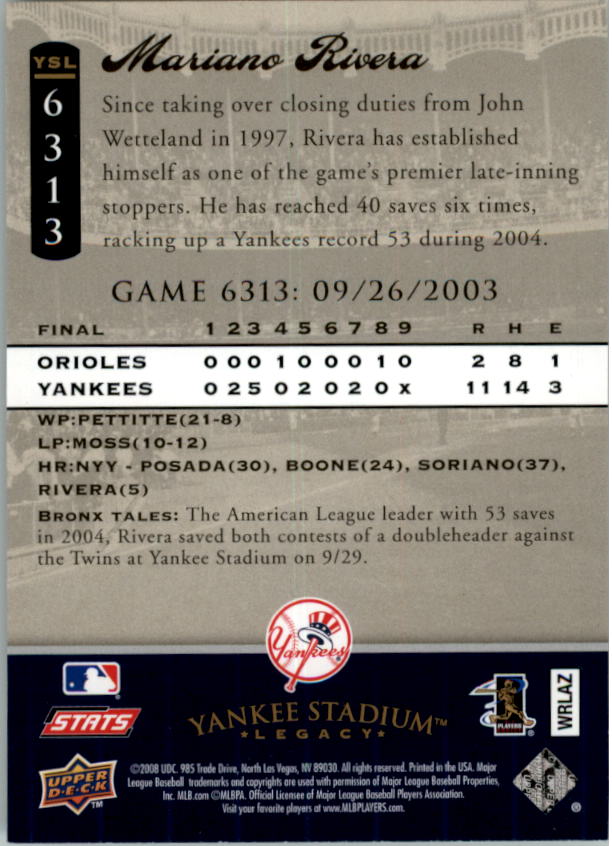 YSL
6
3
1
3
Mariano Rivera
Since taking over closing duties from John
Wetteland in 1997, Rivera has established
himself as one of the game's premier late-inning
stoppers. He has reached 40 saves six times,
racking up a Yankees record 53 during 2004.
GAME 6313: 09/26/2003
FINAL 1 2 3 4 5 6 7 8 9 R H E
ORIOLES 0 0 0 1 0 0 0 1 0 2 8 1
YANKEES 0 2 5 0 2 0 2 0 X 11 14 3
WP:PETTITTE(21-8)
LP:MOSS(10-12)
HR:NYY - POSADA(30), BOONE(24), SORIANO(37),
RIVERA(5)
BRONX TALES: The American League leader with 53 saves
in 2004, Rivera saved both contests of a doubleheader against
the Twins at Yankee Stadium on 9/29.
Yankees
STATS
YANKEE STADIUM™
LEGACY
PLAYERS
WRLAZ
UPPER
DECK
™
©2008 UDC. 985 Trade Drive, North Las Vegas, NV 89030. All rights reserved. Printed in the USA. Major
League Baseball trademarks and copyrights are used with permission of Major League Baseball Properties,
Inc. MLB.com ©MLBPA. Official Licensee of Major League Baseball Players Association.
Visit your favorite players at www.MLBPLAYERS.com.